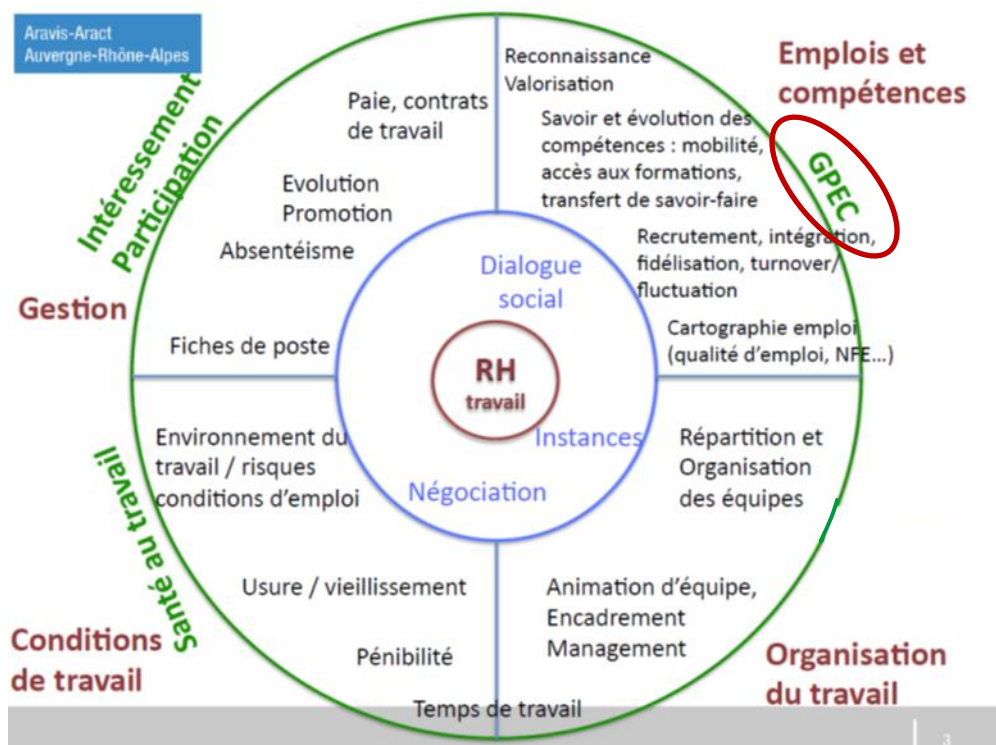 Aravis-Aract
Auvergne-Rhône-Alpes
Intéressement
Participation
Gestion
Paie, contrats
de travail
Evolution
Promotion
Absentéisme
Fiches de poste
Emplois et
compétences
GPEC
Reconnaissance
Valorisation
Savoir et évolution des
compétences : mobilité,
accès aux formations,
transfert de savoir-faire
Recrutement, intégration,
fidélisation, turnover/
fluctuation
Cartographie emploi
(qualité d'emploi, NFE...)
Dialogue
social
RH
travail
Instances
Négociation
Santé au travail
Conditions
de travail
Environnement du
travail / risques
conditions d'emploi
Usure / vieillissement
Pénibilité
Temps de travail
Répartition et
Organisation
des équipes
Animation d'équipe,
Encadrement
Management
Organisation
du travail
3